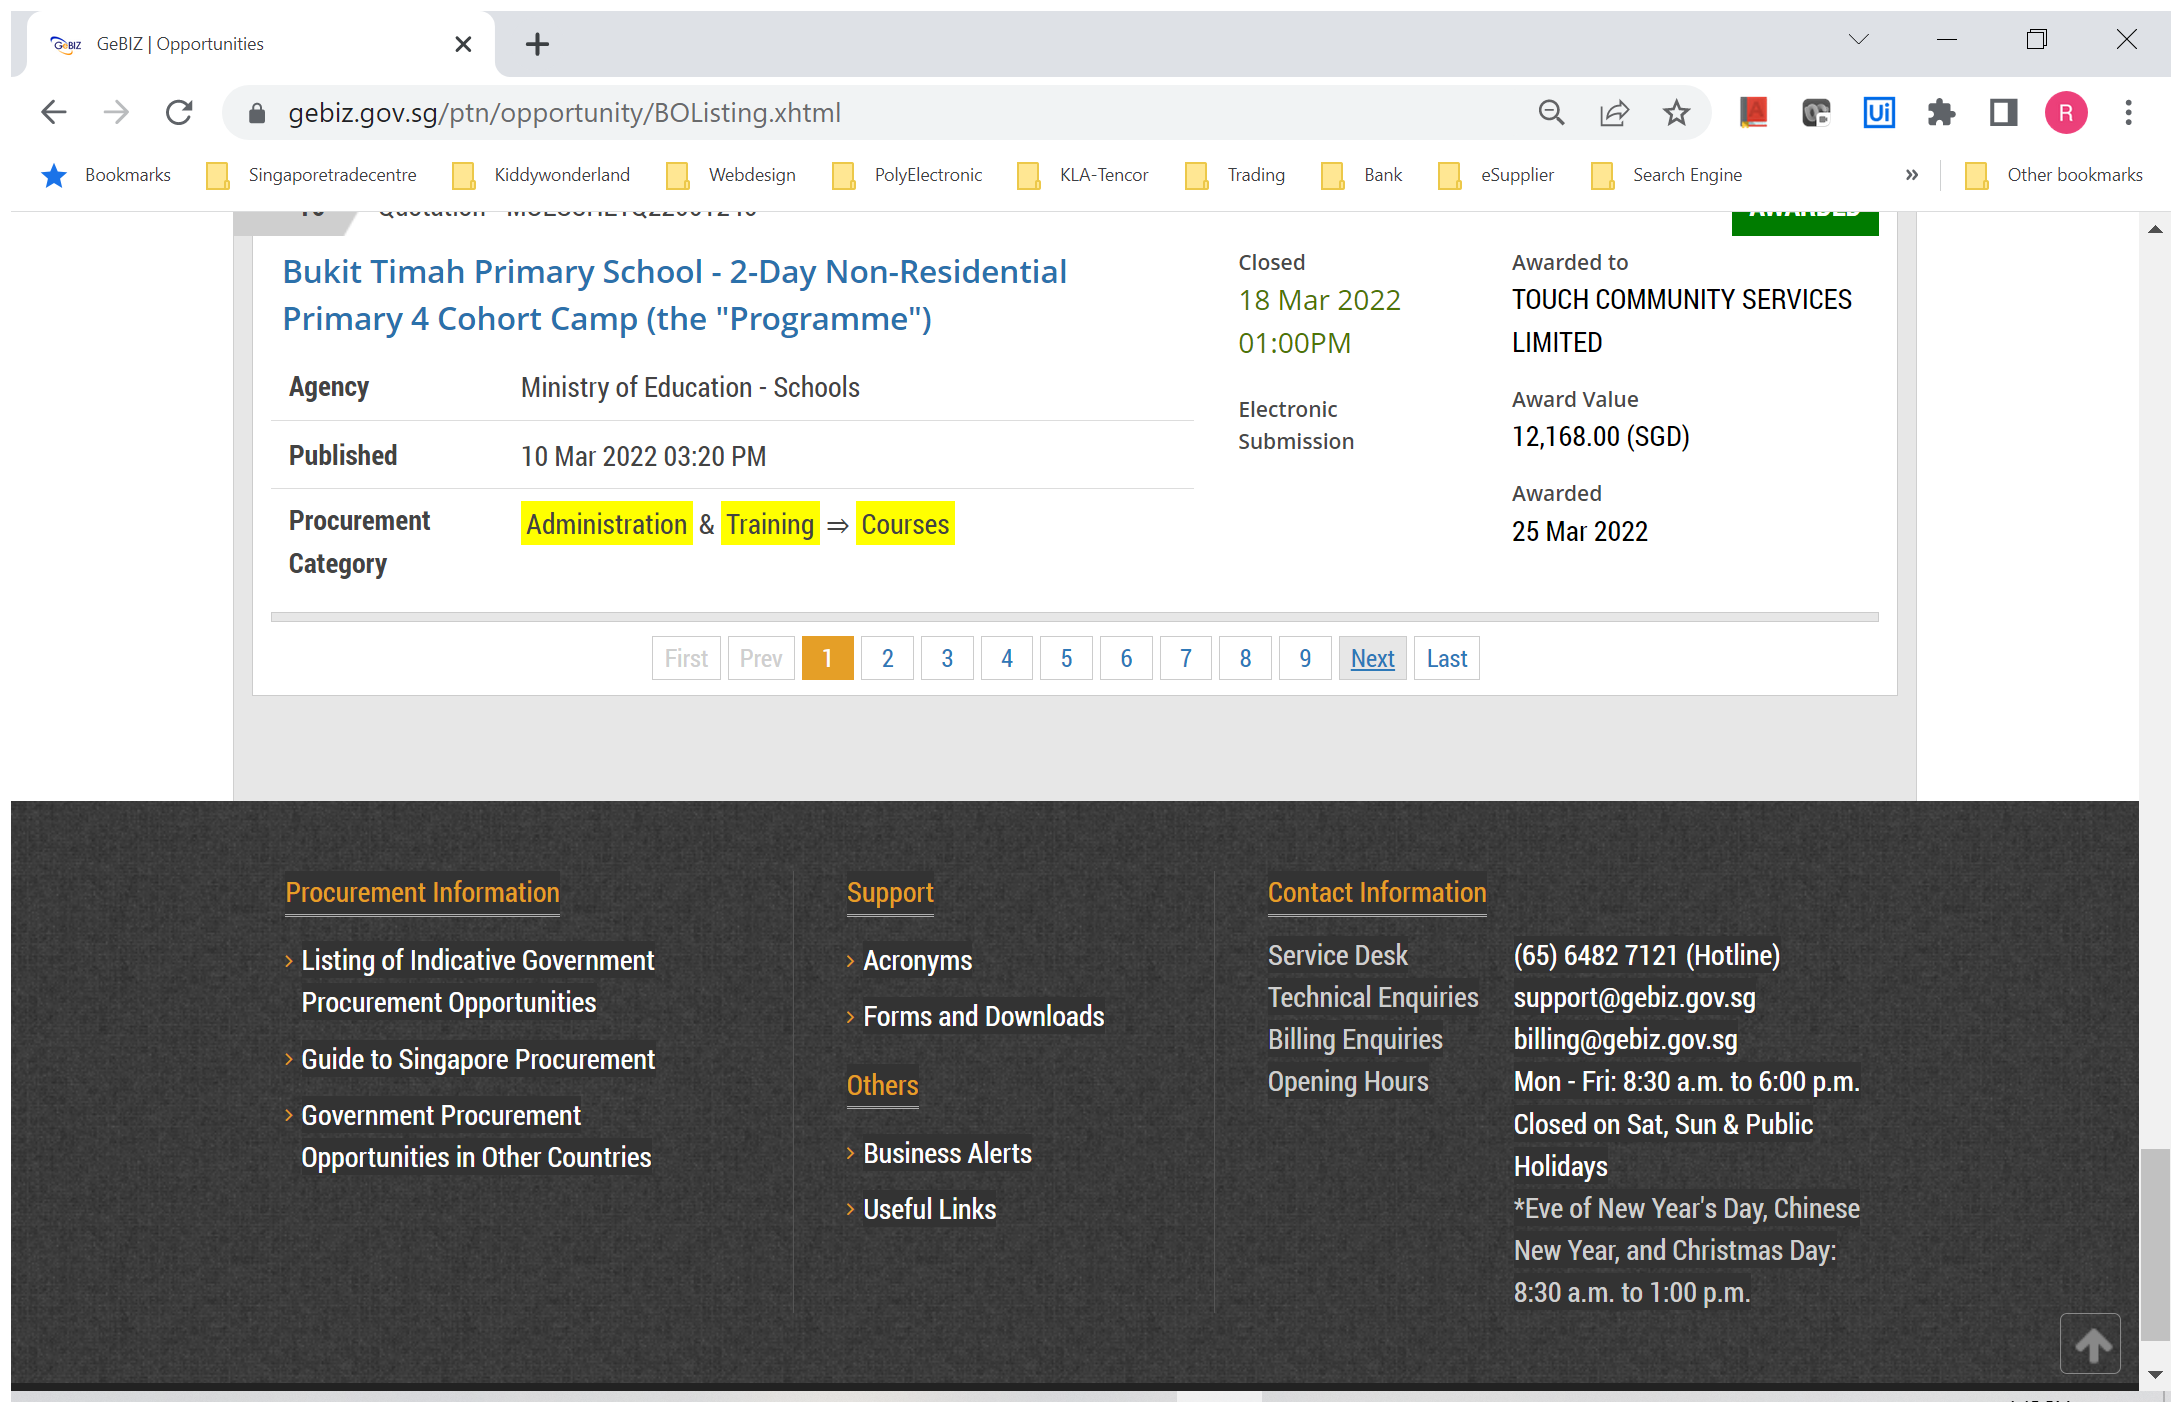 GeBIZ | Opportunities
gebiz.gov.sg/ptn/opportunity/BOListing.xhtml
R
Bookmarks Singaporetradecentre Kiddywonderland Webdesign PolyElectronic KLA-Tencor Trading Bank eSupplier Search Engine » Other bookmarks
Bukit Timah Primary School - 2-Day Non-Residential
Primary 4 Cohort Camp (the "Programme")
Agency Ministry of Education - Schools
Published 10 Mar 2022 03:20 PM
Procurement Administration & Training ⇒ Courses
Category
Closed
18 Mar 2022
01:00PM
Electronic
Submission
Awarded to
TOUCH COMMUNITY SERVICES
LIMITED
Award Value
12,168.00 (SGD)
Awarded
25 Mar 2022
First Prev 1 2 3 4 5 6 7 8 9 Next Last
Procurement Information
Listing of Indicative Government
Procurement Opportunities
Guide to Singapore Procurement
Government Procurement
Opportunities in Other Countries
Support
Acronyms
Forms and Downloads
Others
Business Alerts
Useful Links
Contact Information
Service Desk (65) 6482 7121 (Hotline)
Technical Enquiries support@gebiz.gov.sg
Billing Enquiries billing@gebiz.gov.sg
Opening Hours Mon - Fri: 8:30 a.m. to 6:00 p.m.
Closed on Sat, Sun & Public
Holidays
*Eve of New Year's Day, Chinese
New Year, and Christmas Day:
8:30 a.m. to 1:00 p.m.